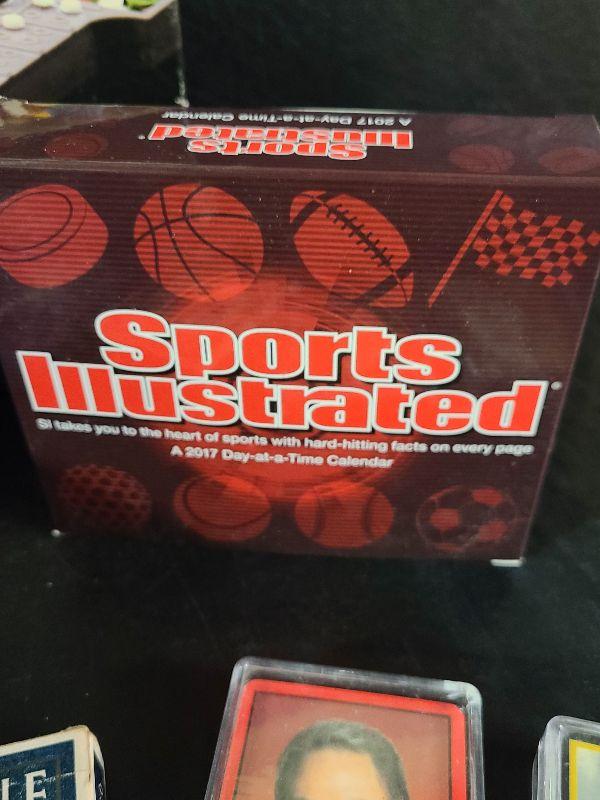 A 2017 Day-at-a-Time Calendar
Sports
Illustrated
Sports
Illustrated
SI takes you to the heart of sports with hard-hitting facts on every page
A 2017 Day-at-a-Time Calendar
LE